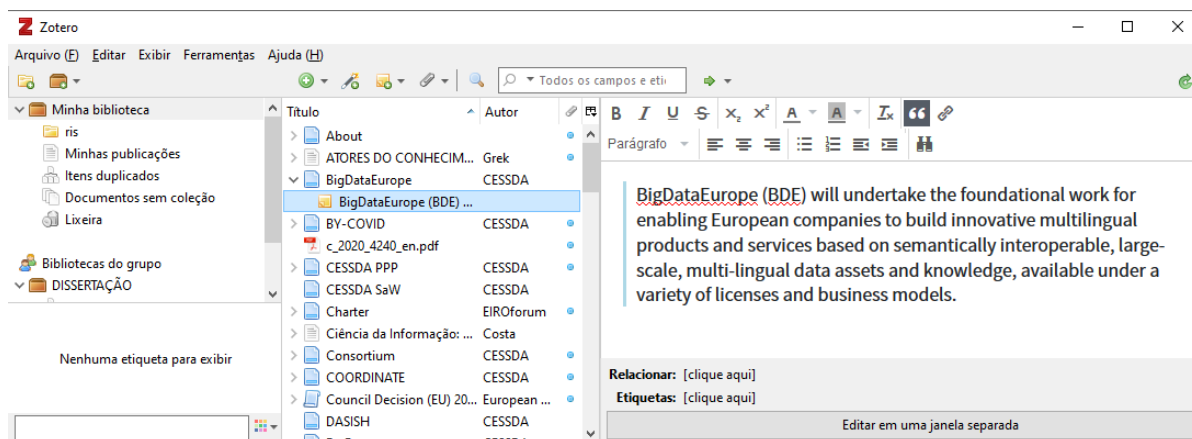 Zotero
Arquivo (F) Editar Exibir Ferramentas Ajuda (H)
Todos os campos e eti
Minha biblioteca
ris
Minhas publicações
Itens duplicados
Documentos sem coleção
Lixeira
Bibliotecas do grupo
DISSERTAÇÃO
Nenhuma etiqueta para exibir
Título Autor
About
ATORES DO CONHECIM... Grek
BigDataEurope CESSDA
BigDataEurope (BDE) ...
BY-COVID CESSDA
c_2020_4240_en.pdf
CESSDA PPP CESSDA
CESSDA SaW CESSDA
Charter EIROforum
Ciência da Informação: ... Costa
Consortium CESSDA
COORDINATE CESSDA
Council Decision (EU) 20... European ...
DASISH CESSDA
B I U S X₂ X² A A Tx
Parágrafo
BigDataEurope (BDE) will undertake the foundational work for
enabling European companies to build innovative multilingual
products and services based on semantically interoperable, large-
scale, multi-lingual data assets and knowledge, available under a
variety of licenses and business models.
Relacionar: [clique aqui]
Etiquetas: [clique aqui]
Editar em uma janela separada